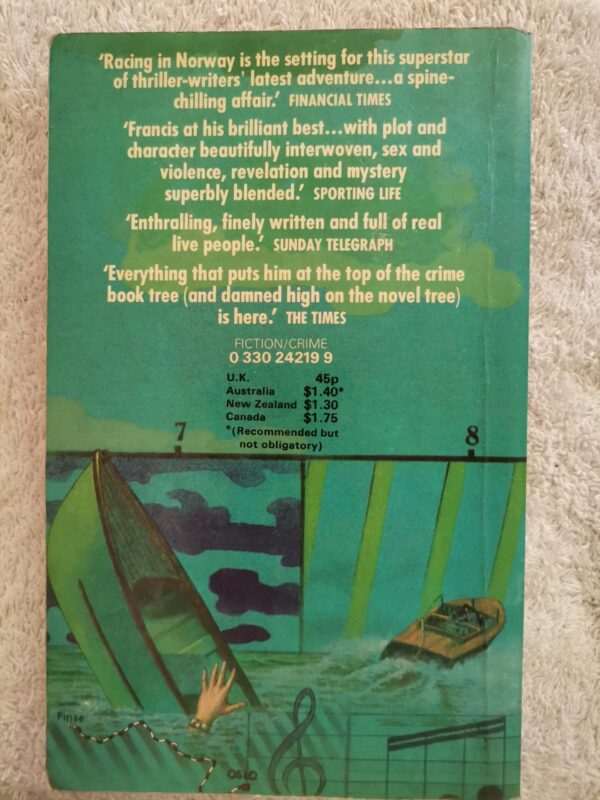 ‘Racing in Norway is the setting for this superstar
of thriller-writers’ latest adventure...a spine-
chilling affair.’ FINANCIAL TIMES
‘Francis at his brilliant best...with plot and
character beautifully interwoven, sex and
violence, revelation and mystery
superbly blended.’ SPORTING LIFE
‘Enthralling, finely written and full of real
live people.’ SUNDAY TELEGRAPH
‘Everything that puts him at the top of the crime
book tree (and damned high on the novel tree)
is here.’ THE TIMES
FICTION/CRIME
0 330 24219 9
U.K. 45p
Australia $1.40*
New Zealand $1.30
Canada $1.75
*(Recommended but
not obligatory)
7 8
Finse
OSLO